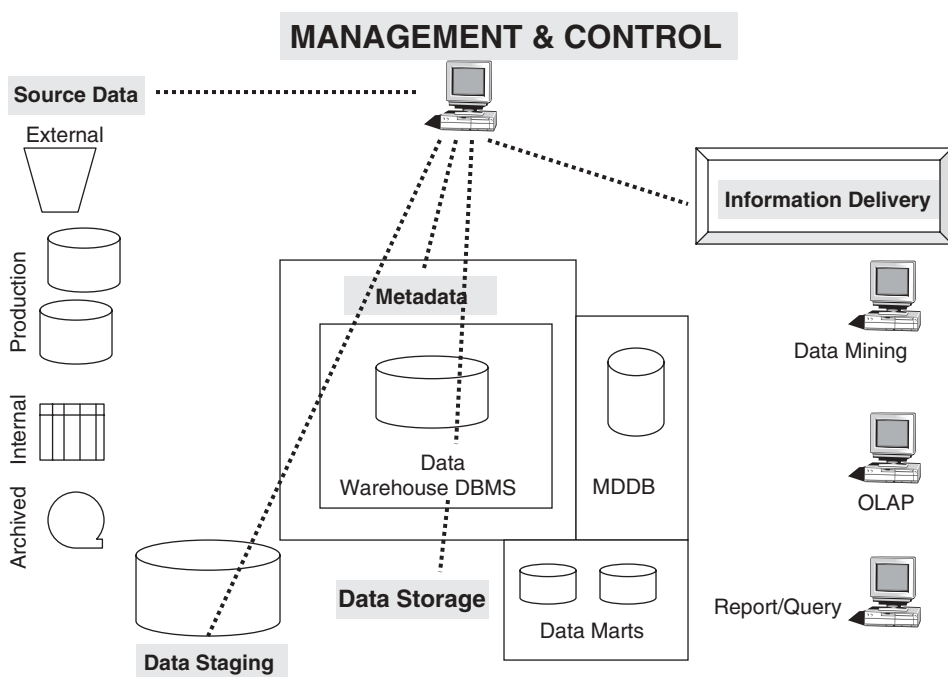 MANAGEMENT & CONTROL
Source Data
External
Production
Internal
Archived
Metadata
Data
Warehouse DBMS
MDDB
Data Storage
Data Marts
Data Staging
Information Delivery
Data Mining
OLAP
Report/Query